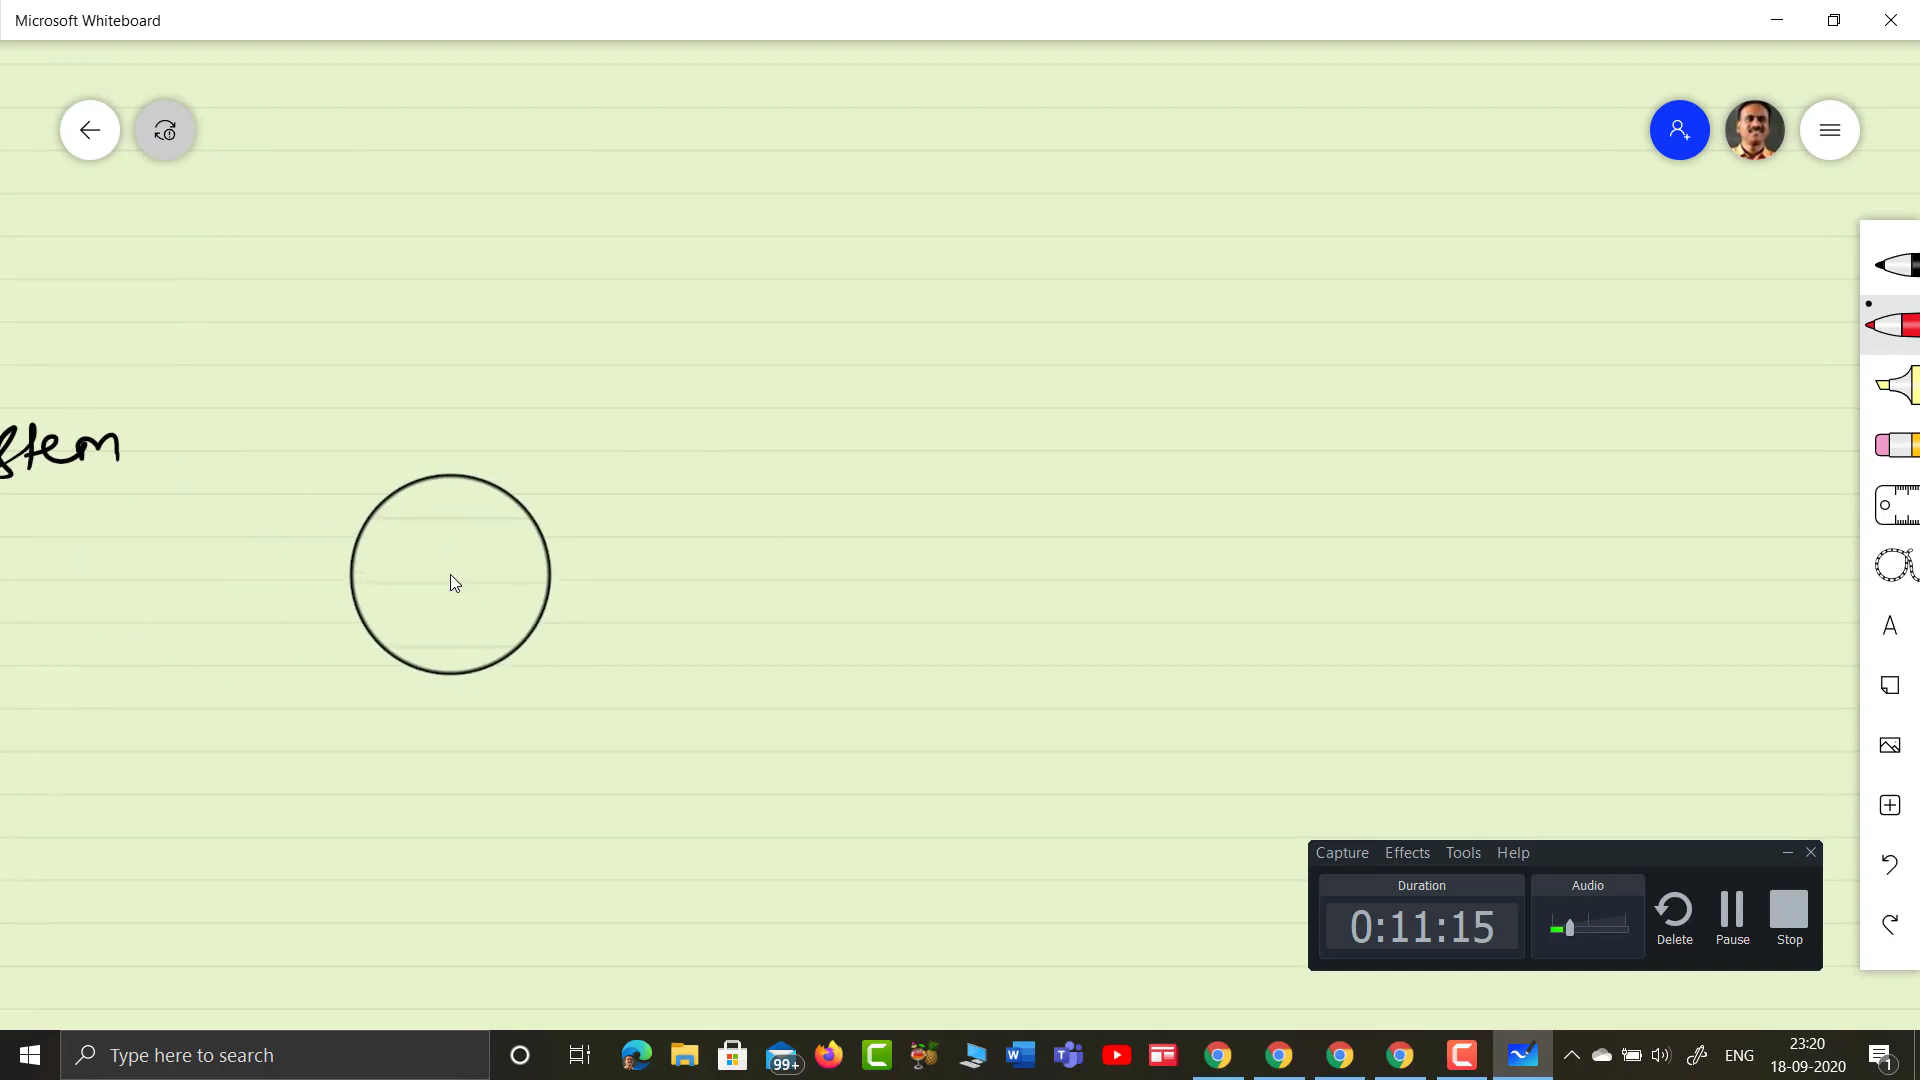 Microsoft Whiteboard
stem
Capture Effects Tools Help
Duration Audio
0:11:15
Delete Pause Stop
Type here to search
99+
ENG
23:20
18-09-2020
1